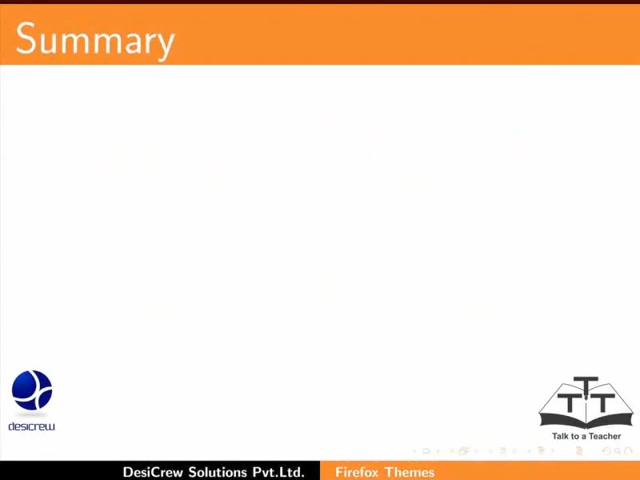 Summary
desicrew
T T T
Talk to a Teacher
DesiCrew Solutions Pvt.Ltd.
Firefox Themes